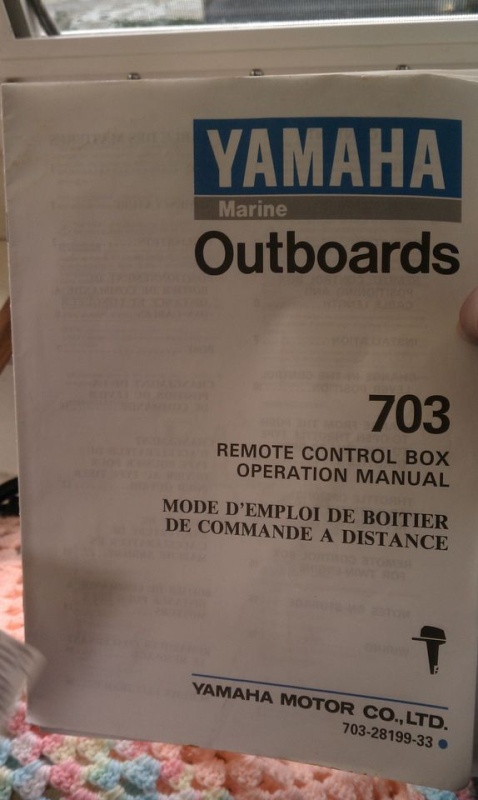 YAMAHA
Marine
Outboards
703
REMOTE CONTROL BOX
OPERATION MANUAL
MODE D'EMPLOI DE BOITIER
DE COMMANDE A DISTANCE
YAMAHA MOTOR CO.,LTD.
703-28199-33